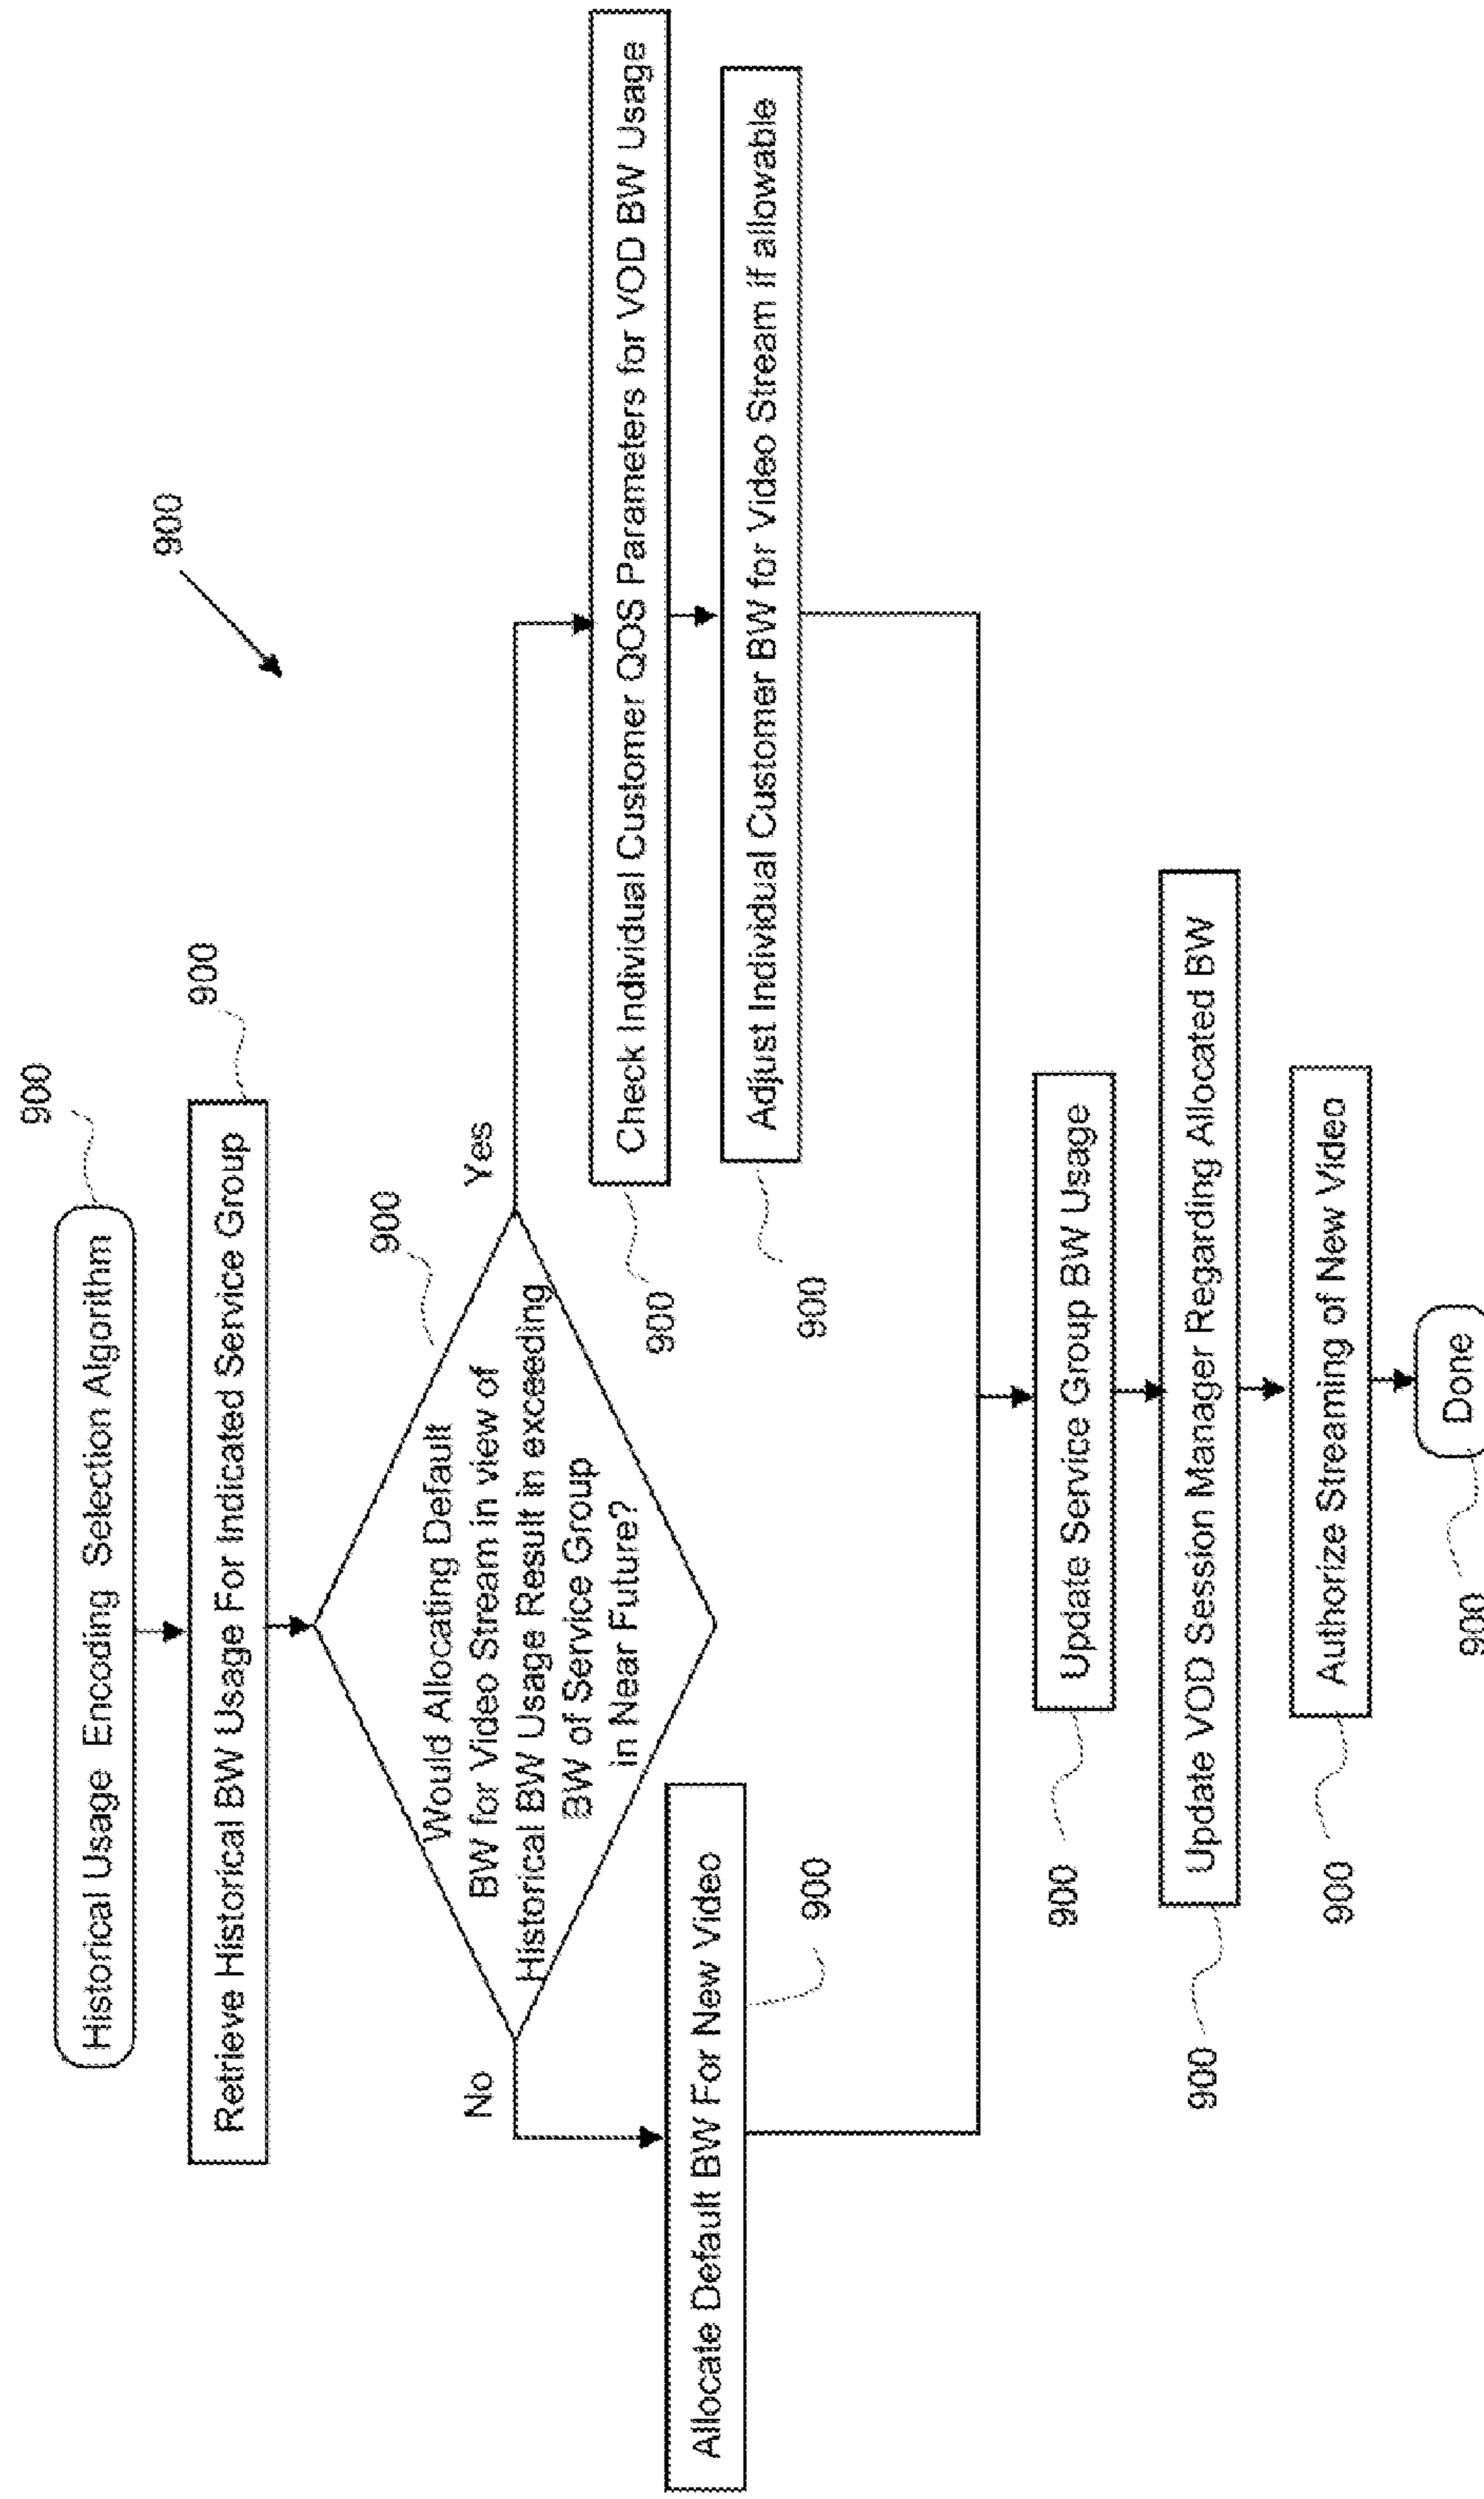 900
Historical Usage Encoding Selection Algorithm
900
Retrieve Historical BW Usage For Indicated Service Group
900
Would Allocating Default
BW for Video Stream in view of
Historical BW Usage Result in exceeding
BW of Service Group
in Near Future?
900
No
Yes
Allocate Default BW For New Video
900
Check Individual Customer QOS Parameters for VOD BW Usage
900
Adjust Individual Customer BW for Video Stream if allowable
900
Update Service Group BW Usage
900
Update VOD Session Manager Regarding Allocated BW
900
Authorize Streaming of New Video
900
Done
900